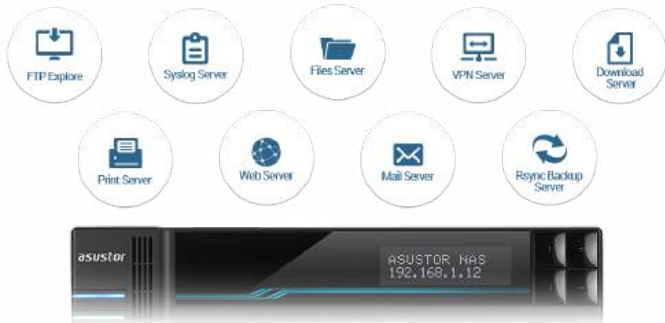 FTP Explore
Syslog Server
Files Server
VPN Server
Download
Server
Print Server
Web Server
Mail Server
Rsync Backup
Server
asustor
ASUSTOR NAS
192.168.1.12